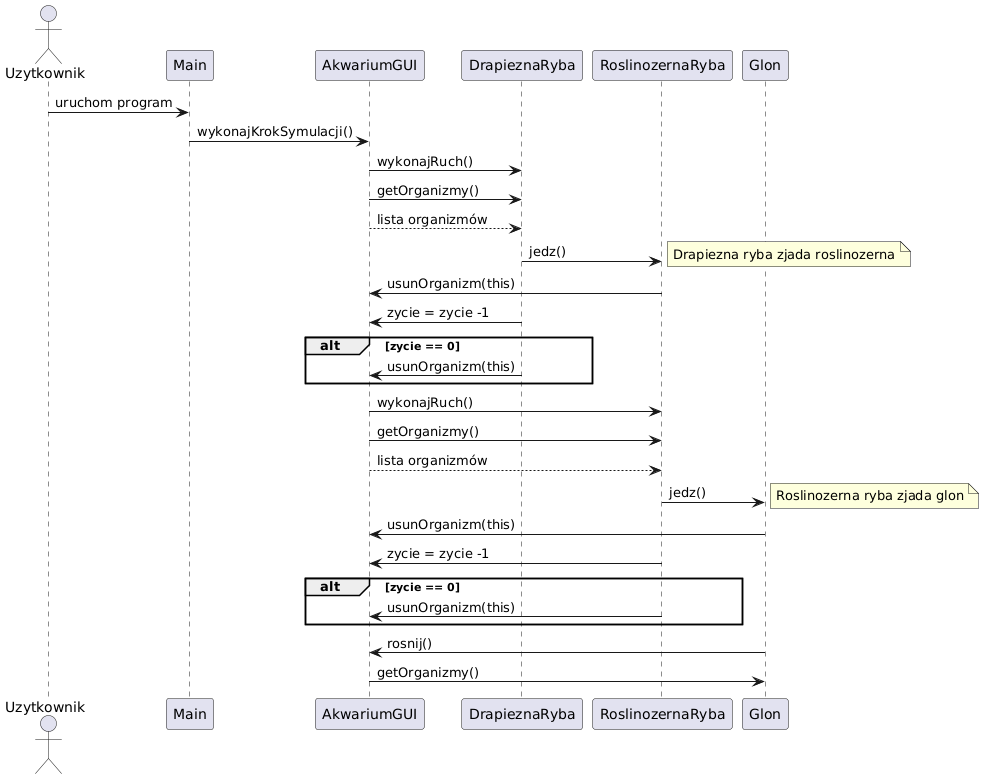 Uzytkownik
Main
AkwariumGUI
DrapieznaRyba
RoslinozernaRyba
Glon
uruchom program
wykonajKrokSymulacji()
wykonajRuch()
getOrganizmy()
lista organizmów
jedz()
Drapiezna ryba zjada roslinozerna
usunOrganizm(this)
zycie = zycie -1
alt
[zycie == 0]
usunOrganizm(this)
wykonajRuch()
getOrganizmy()
lista organizmów
jedz()
Roslinozerna ryba zjada glon
usunOrganizm(this)
zycie = zycie -1
alt
[zycie == 0]
usunOrganizm(this)
rosnij()
getOrganizmy()
Uzytkownik
Main
AkwariumGUI
DrapieznaRyba
RoslinozernaRyba
Glon